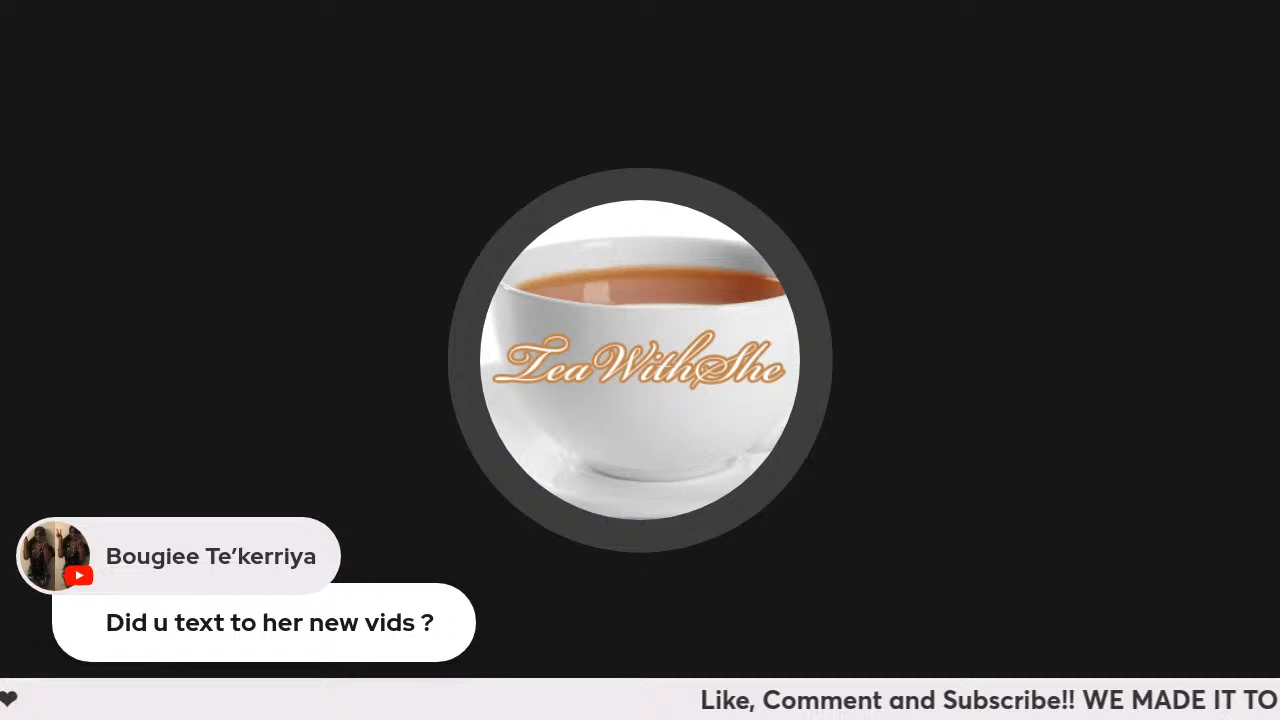 TeaWithShe
Bougiee Te’kerriya
Did u text to her new vids ?
❤ Like, Comment and Subscribe!! WE MADE IT TO